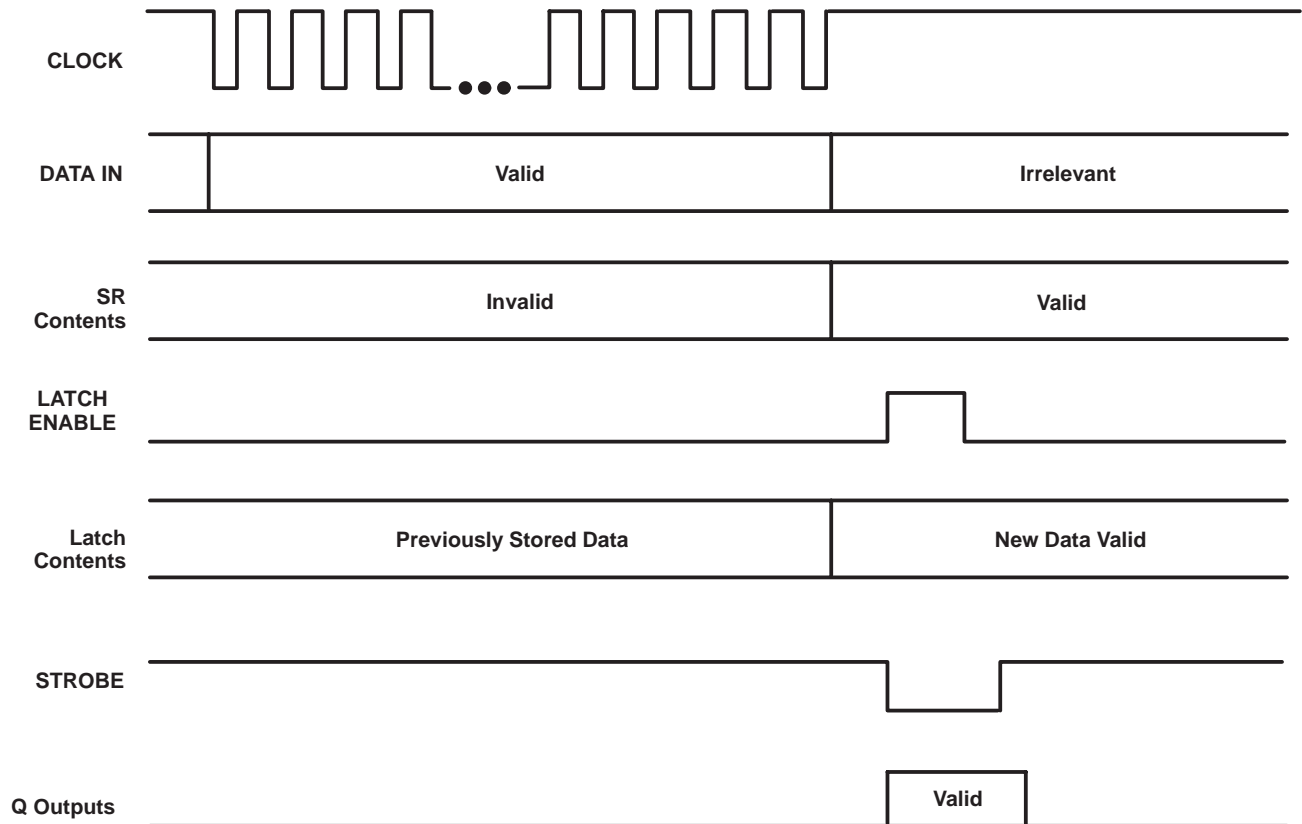 CLOCK
DATA IN
Valid
Irrelevant
SR
Contents
Invalid
Valid
LATCH
ENABLE
Latch
Contents
Previously Stored Data
New Data Valid
STROBE
Q Outputs
Valid